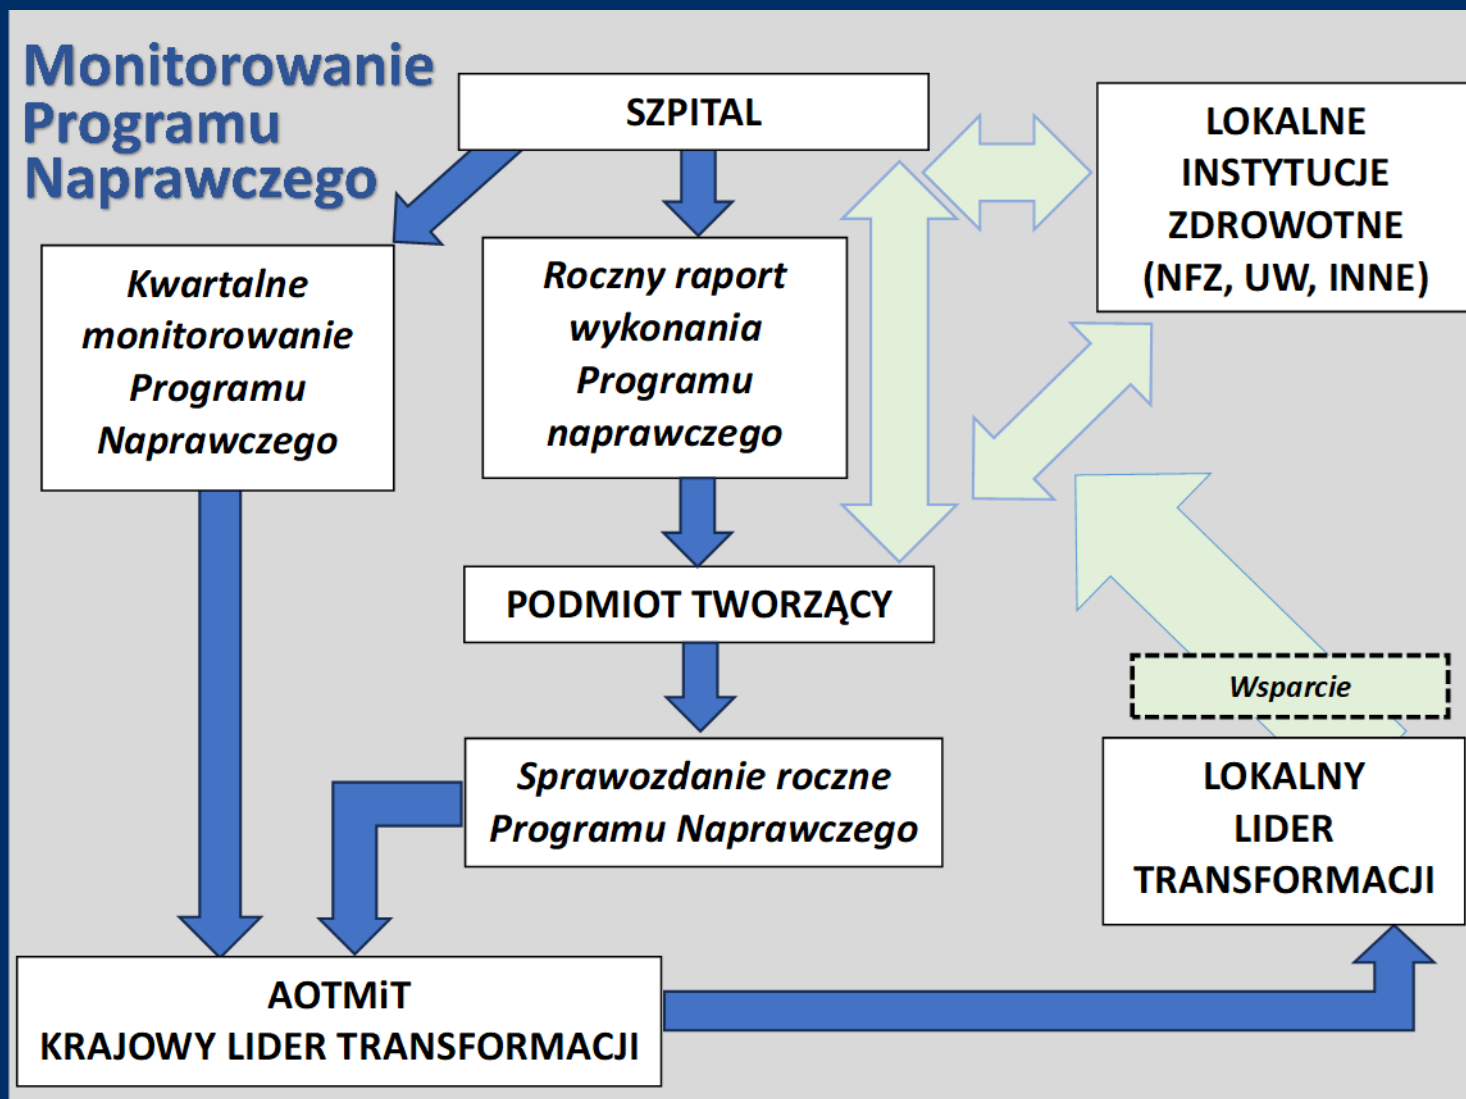 Monitorowanie
Programu
Naprawczego
SZPITAL
LOKALNE
INSTYTUCJE
ZDROWOTNE
(NFZ, UW, INNE)
Kwartalne
monitorowanie
Programu
Naprawczego
Roczny raport
wykonania
Programu
naprawczego
PODMIOT TWORZĄCY
Wsparcie
Sprawozdanie roczne
Programu Naprawczego
LOKALNY
LIDER
TRANSFORMACJI
AOTMiT
KRAJOWY LIDER TRANSFORMACJI